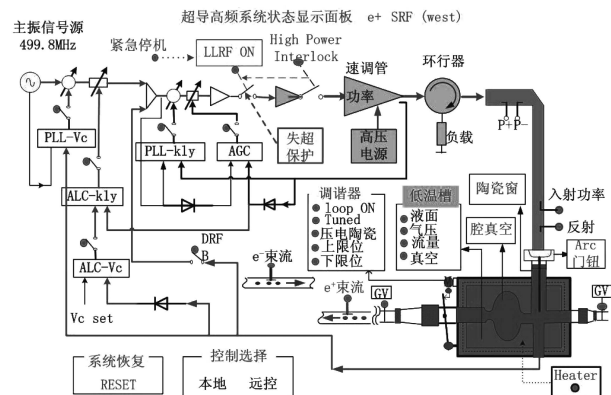 超导高频系统状态显示面板 e+ SRF (west)
主振信号源
499.8MHz
紧急停机
LLRF ON
High Power
Interlock
速调管
功率
环行器
高压
电源
负载
P+P-
PLL-Vc
PLL-kly
AGC
失超
保护
ALC-kly
ALC-Vc
Vc set
DRF
B
调谐器
loop ON
Tuned
压电陶瓷
上限位
下限位
低温槽
液面
气压
流量
真空
陶瓷窗
腔真空
入射功率
反射
Arc
门钮
e⁻束流
e⁺束流
GV
GV
系统恢复
RESET
控制选择
本地 远控
Heater